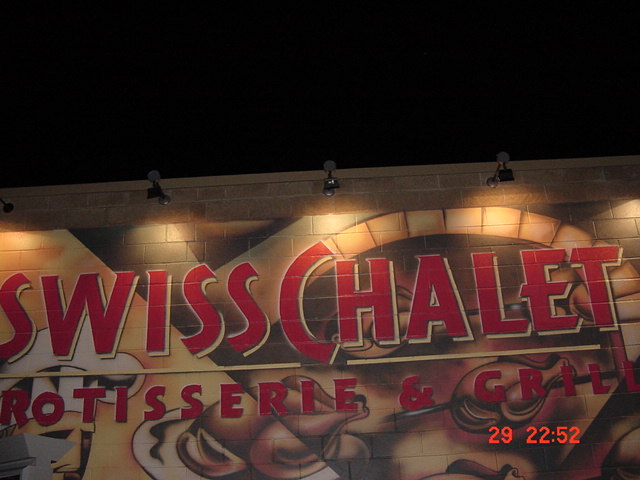 SWISS CHALET
ROTISSERIE & GRILL
29 22:52